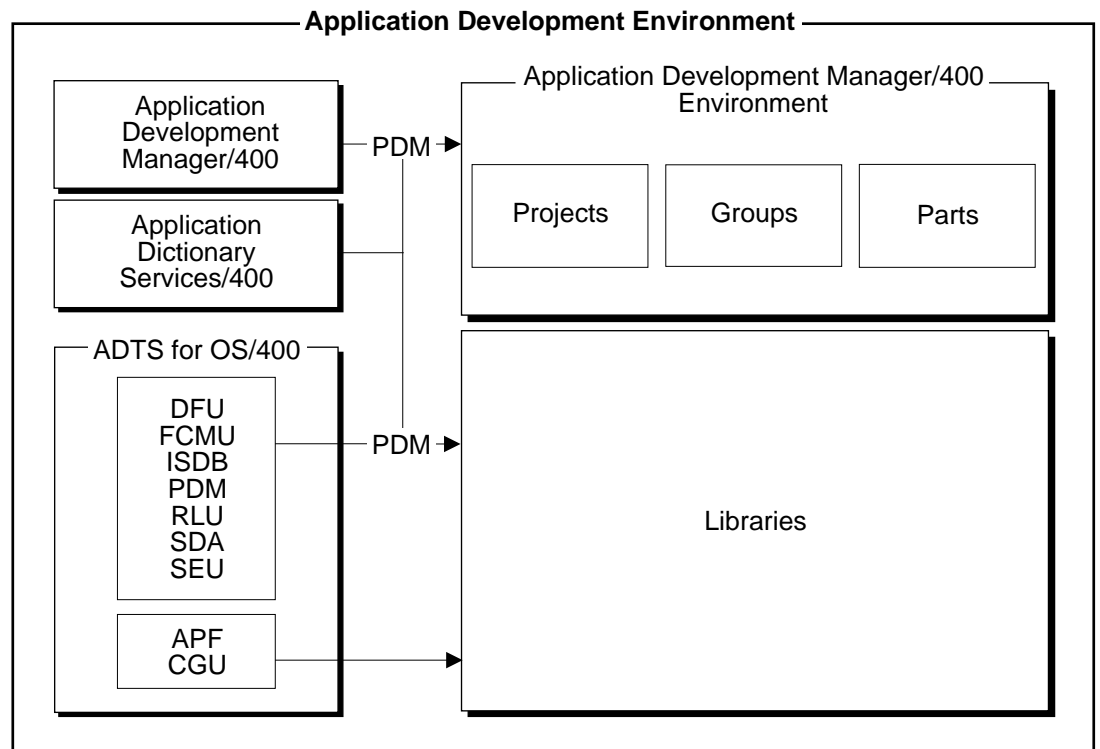 Application Development Environment
Application
Development
Manager/400
PDM
Application Development Manager/400
Environment
Projects
Groups
Parts
Application
Dictionary
Services/400
ADTS for OS/400
DFU
FCMU
ISDB
PDM
RLU
SDA
SEU
PDM
Libraries
APF
CGU